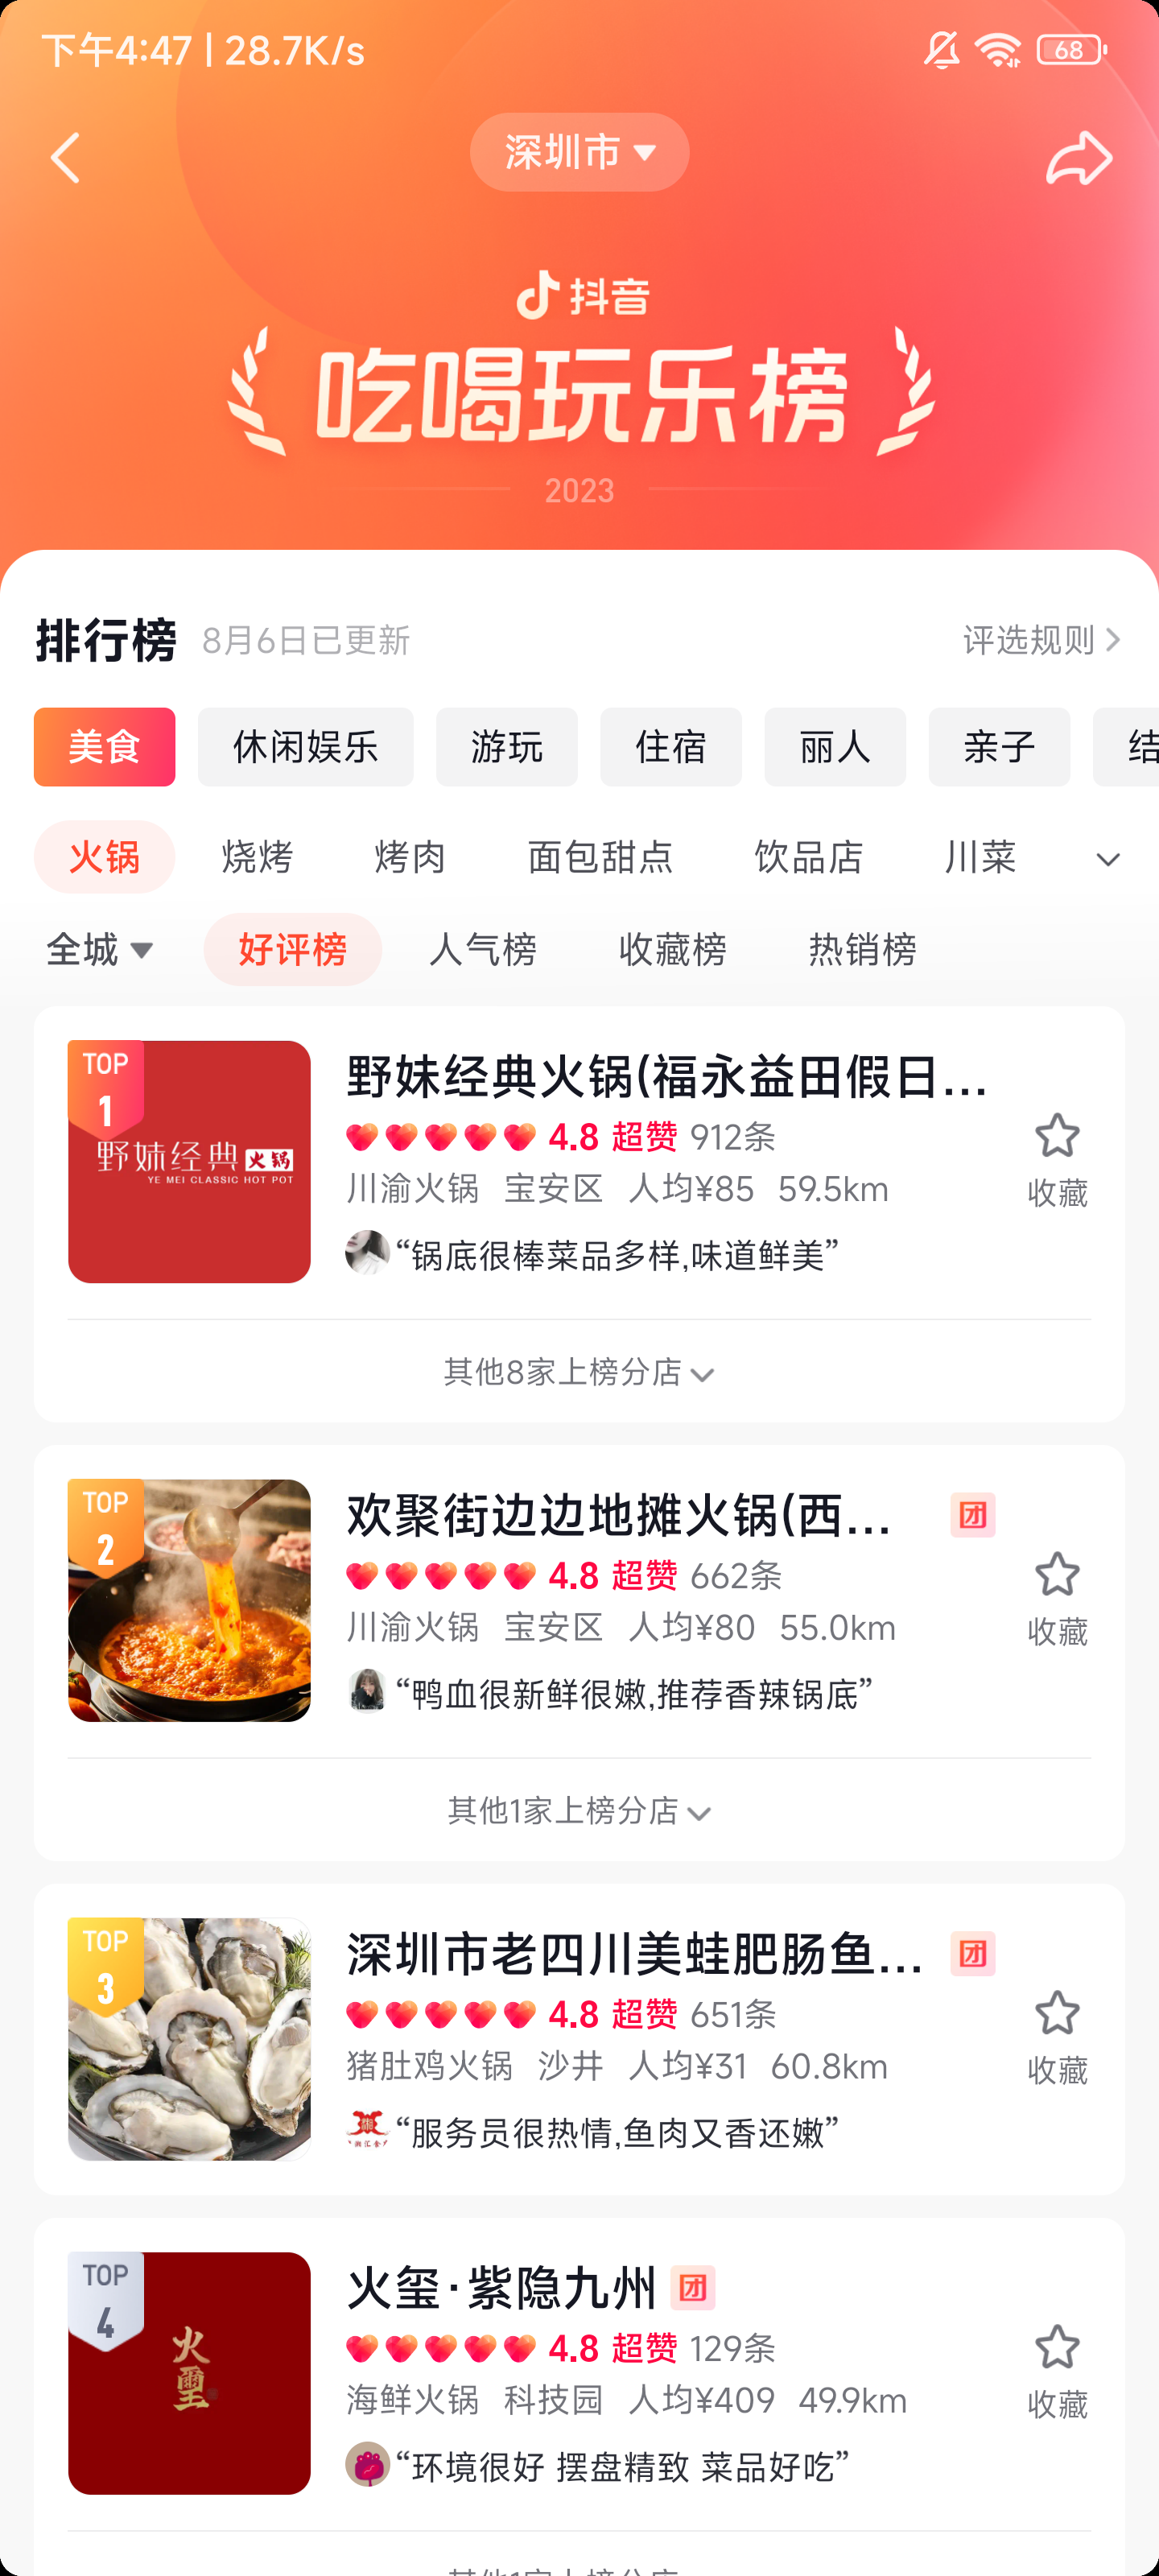 下午4:47 | 28.7K/s
68
深圳市
抖音
吃喝玩乐榜
2023
排行榜 8月6日已更新 评选规则
美食 休闲娱乐 游玩 住宿 丽人 亲子 结
火锅 烧烤 烤肉 面包甜点 饮品店 川菜
全城 好评榜 人气榜 收藏榜 热销榜
TOP
1
野妹经典火锅
YE MEI CLASSIC HOT POT
野妹经典火锅(福永益田假日...
4.8 超赞 912条
川渝火锅 宝安区 人均¥85 59.5km
收藏
“锅底很棒菜品多样,味道鲜美”
其他8家上榜分店
TOP
2
欢聚街边边地摊火锅(西... 团
4.8 超赞 662条
川渝火锅 宝安区 人均¥80 55.0km
收藏
“鸭血很新鲜很嫩,推荐香辣锅底”
其他1家上榜分店
TOP
3
深圳市老四川美蛙肥肠鱼... 团
4.8 超赞 651条
猪肚鸡火锅 沙井 人均¥31 60.8km
收藏
“服务员很热情,鱼肉又香还嫩”
TOP
4
火璽
火玺·紫隐九州 团
4.8 超赞 129条
海鲜火锅 科技园 人均¥409 49.9km
收藏
“环境很好 摆盘精致 菜品好吃”
其他1家上榜分店